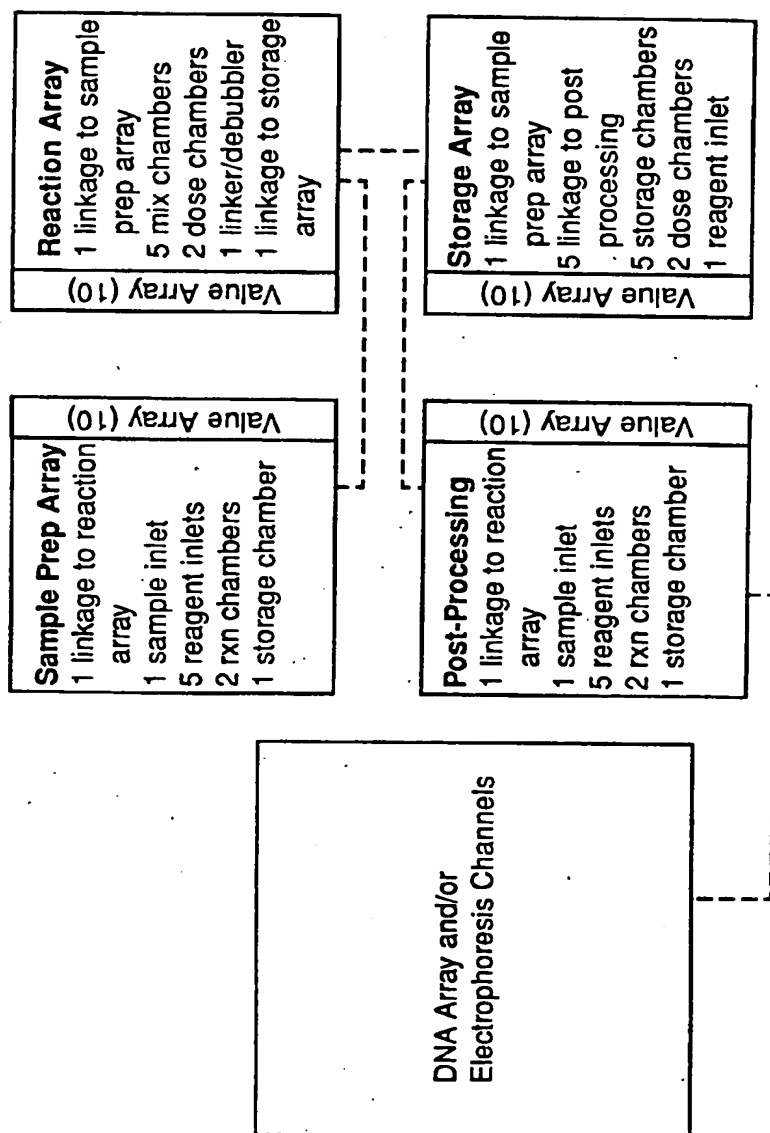 Sample Prep Array
1 linkage to reaction
array
1 sample inlet
5 reagent inlets
2 rxn chambers
1 storage chamber
Value Array (10)
Reaction Array
1 linkage to sample
prep array
5 mix chambers
2 dose chambers
1 linker/debubbler
1 linkage to storage
array
Value Array (10)
DNA Array and/or
Electrophoresis Channels
Post-Processing
1 linkage to reaction
array
1 sample inlet
5 reagent inlets
2 rxn chambers
1 storage chamber
Value Array (10)
Storage Array
1 linkage to sample
prep array
5 linkage to post
processing
5 storage chambers
2 dose chambers
1 reagent inlet
Value Array (10)